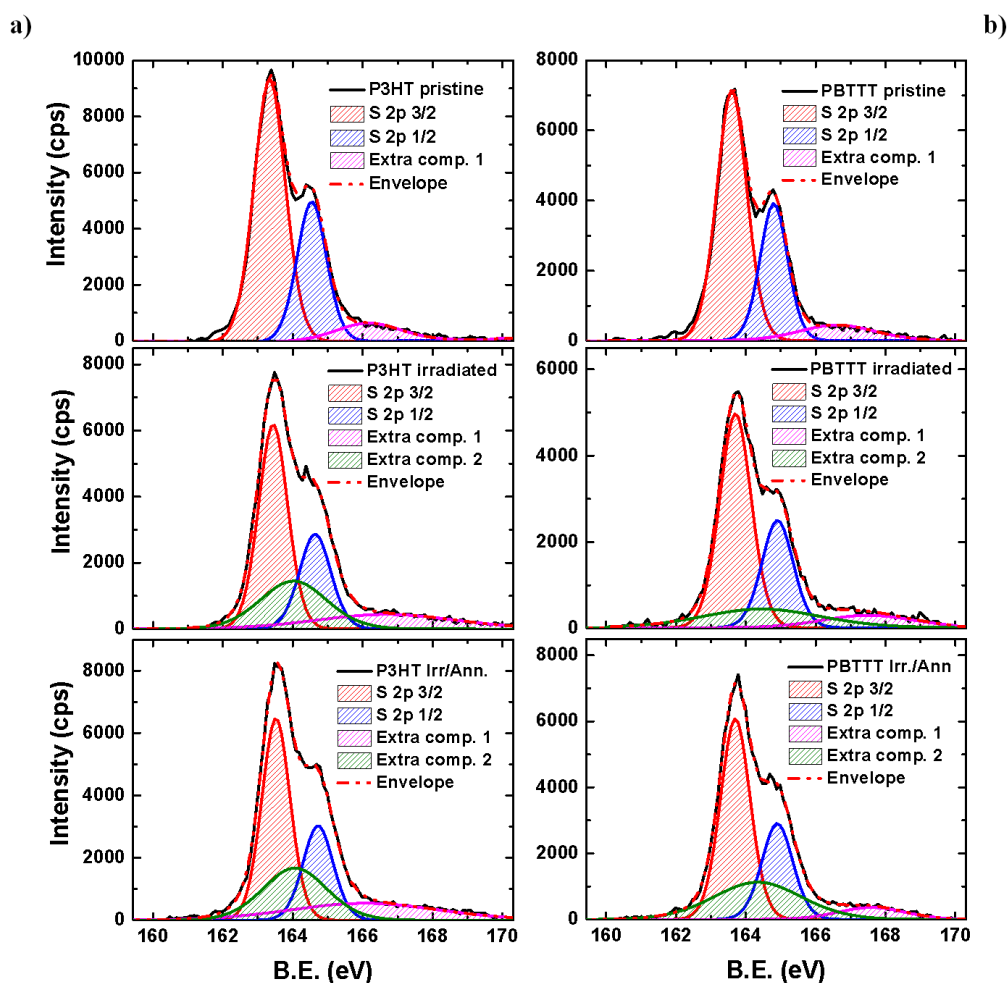 a)
b)
10000
8000
6000
4000
2000
0
Intensity (cps)
P3HT pristine
S 2p 3/2
S 2p 1/2
Extra comp. 1
Envelope
8000
6000
4000
2000
0
PBTTT pristine
S 2p 3/2
S 2p 1/2
Extra comp. 1
Envelope
8000
6000
4000
2000
0
Intensity (cps)
P3HT irradiated
S 2p 3/2
S 2p 1/2
Extra comp. 1
Extra comp. 2
Envelope
6000
4000
2000
0
PBTTT irradiated
S 2p 3/2
S 2p 1/2
Extra comp. 1
Extra comp. 2
Envelope
8000
6000
4000
2000
0
Intensity (cps)
P3HT Irr/Ann.
S 2p 3/2
S 2p 1/2
Extra comp. 1
Extra comp. 2
Envelope
160 162 164 166 168 170
B.E. (eV)
8000
6000
4000
2000
0
PBTTT Irr./Ann
S 2p 3/2
S 2p 1/2
Extra comp. 1
Extra comp. 2
Envelope
160 162 164 166 168 170
B.E. (eV)